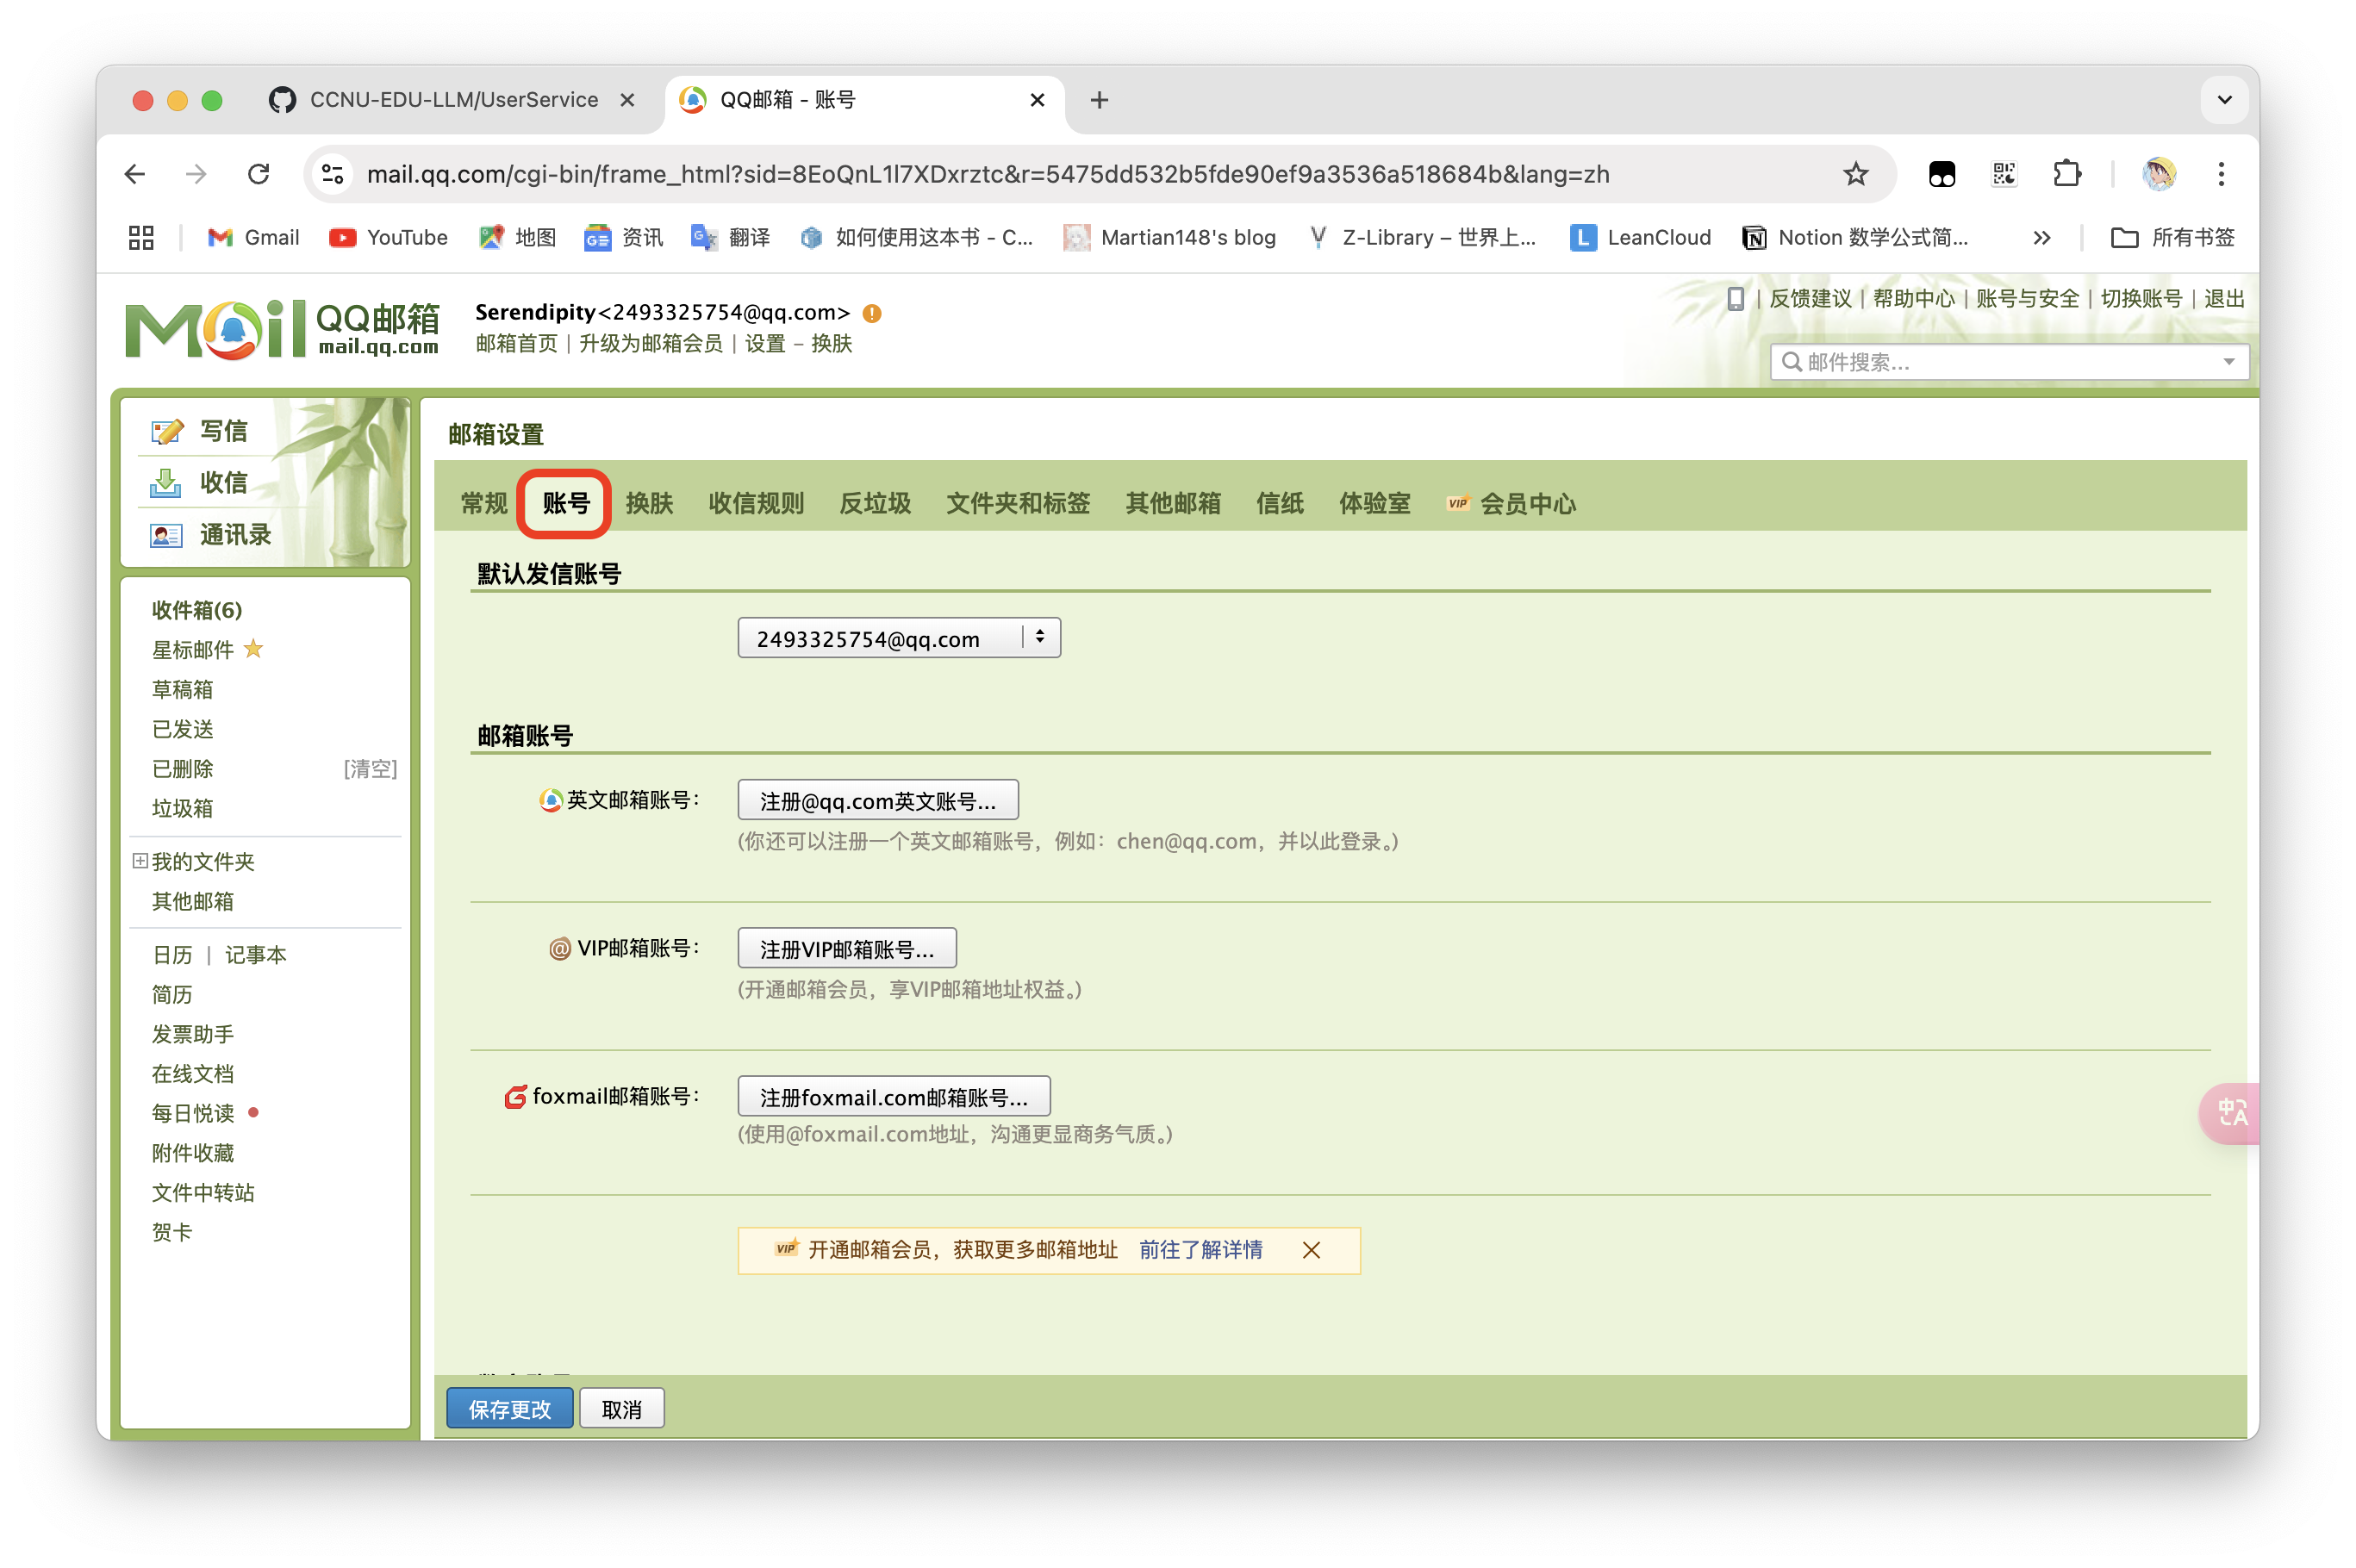 CCNU-EDU-LLM/UserService
QQ邮箱 - 账号
mail.qq.com/cgi-bin/frame_html?sid=8EoQnL1l7XDxrztc&r=5475dd532b5fde90ef9a3536a518684b&lang=zh
Gmail
YouTube
地图
资讯
翻译
如何使用这本书 - C...
Martian148's blog
Z-Library – 世界上...
LeanCloud
Notion 数学公式简...
所有书签
Mail QQ邮箱
mail.qq.com
Serendipity<2493325754@qq.com>
邮箱首页 | 升级为邮箱会员 | 设置 – 换肤
| 反馈建议 | 帮助中心 | 账号与安全 | 切换账号 | 退出
邮件搜索...
写信
收信
通讯录
收件箱(6)
星标邮件
草稿箱
已发送
已删除 [清空]
垃圾箱
我的文件夹
其他邮箱
日历 | 记事本
简历
发票助手
在线文档
每日悦读
附件收藏
文件中转站
贺卡
邮箱设置
常规 账号 换肤 收信规则 反垃圾 文件夹和标签 其他邮箱 信纸 体验室 VIP 会员中心
默认发信账号
2493325754@qq.com
邮箱账号
英文邮箱账号： 注册@qq.com英文账号...
(你还可以注册一个英文邮箱账号，例如：chen@qq.com，并以此登录。)
@ VIP邮箱账号： 注册VIP邮箱账号...
(开通邮箱会员，享VIP邮箱地址权益。)
foxmail邮箱账号： 注册foxmail.com邮箱账号...
(使用@foxmail.com地址，沟通更显商务气质。)
VIP 开通邮箱会员，获取更多邮箱地址 前往了解详情
保存更改 取消
中A